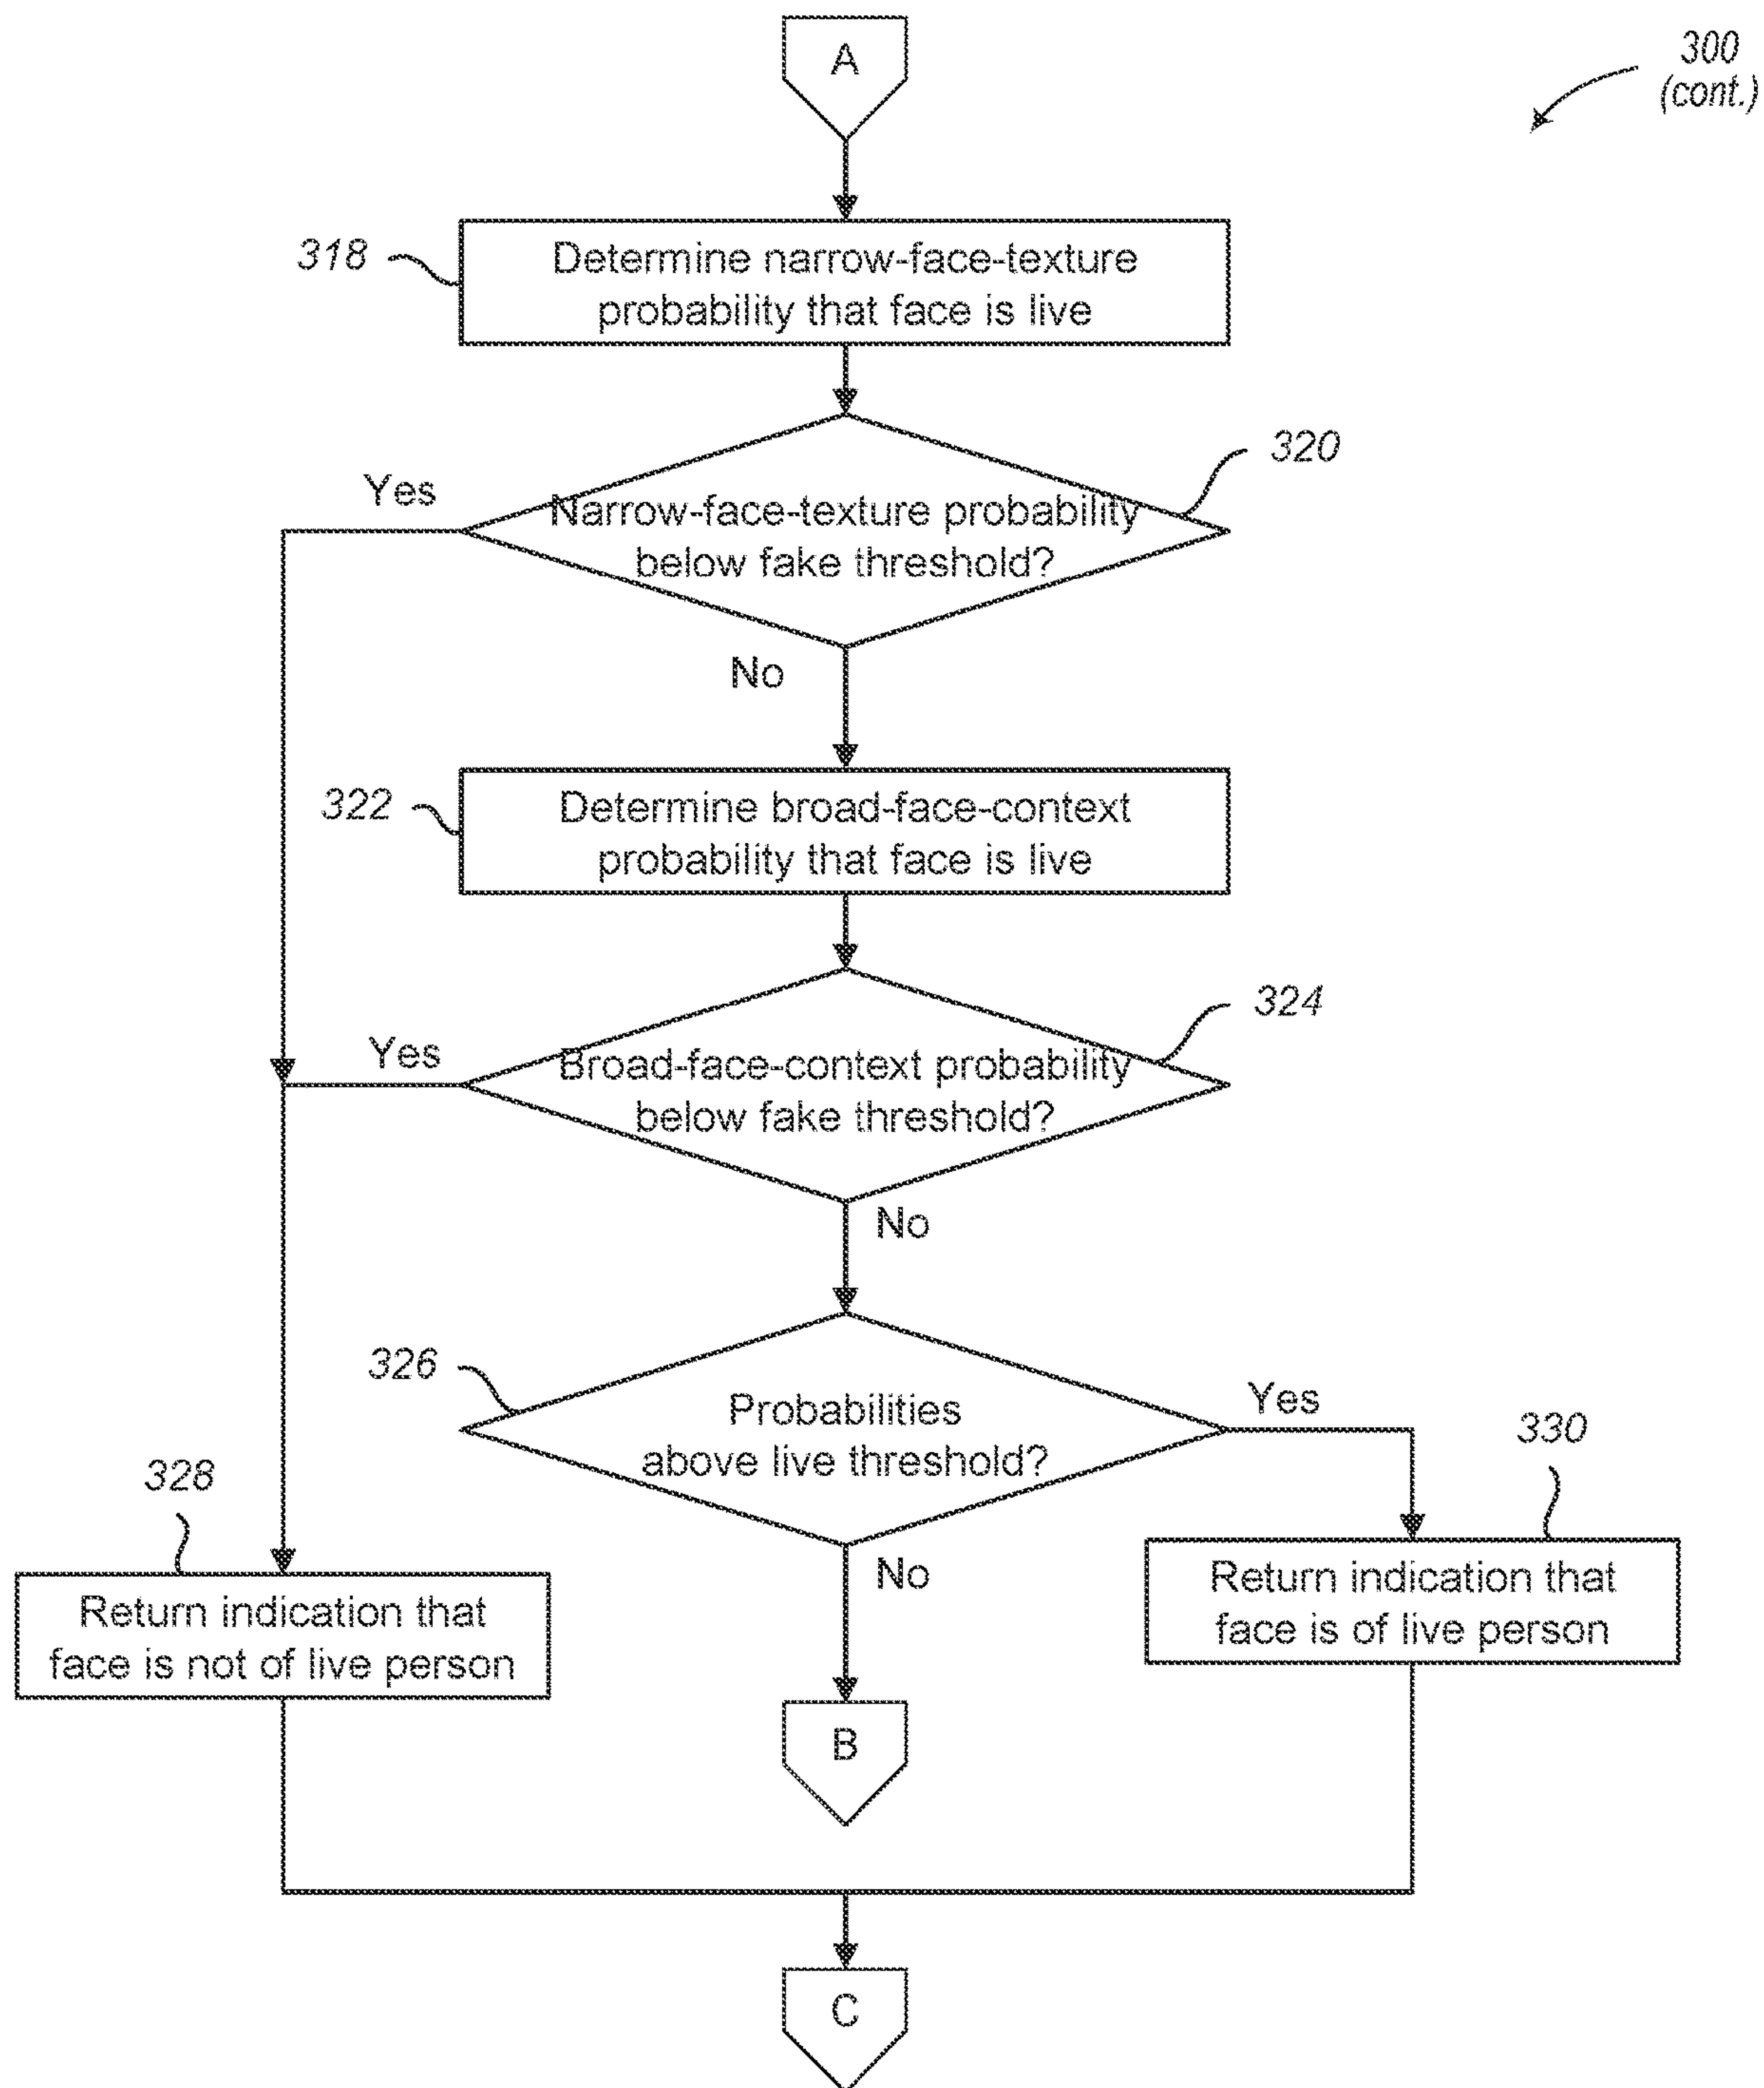 A
300
(cont.)
318
Determine narrow-face-texture
probability that face is live
320
Yes
Narrow-face-texture probability
below fake threshold?
No
322
Determine broad-face-context
probability that face is live
324
Yes
Broad-face-context probability
below fake threshold?
No
326
Probabilities
above live threshold?
Yes
330
328
No
Return indication that
face is of live person
Return indication that
face is not of live person
B
C